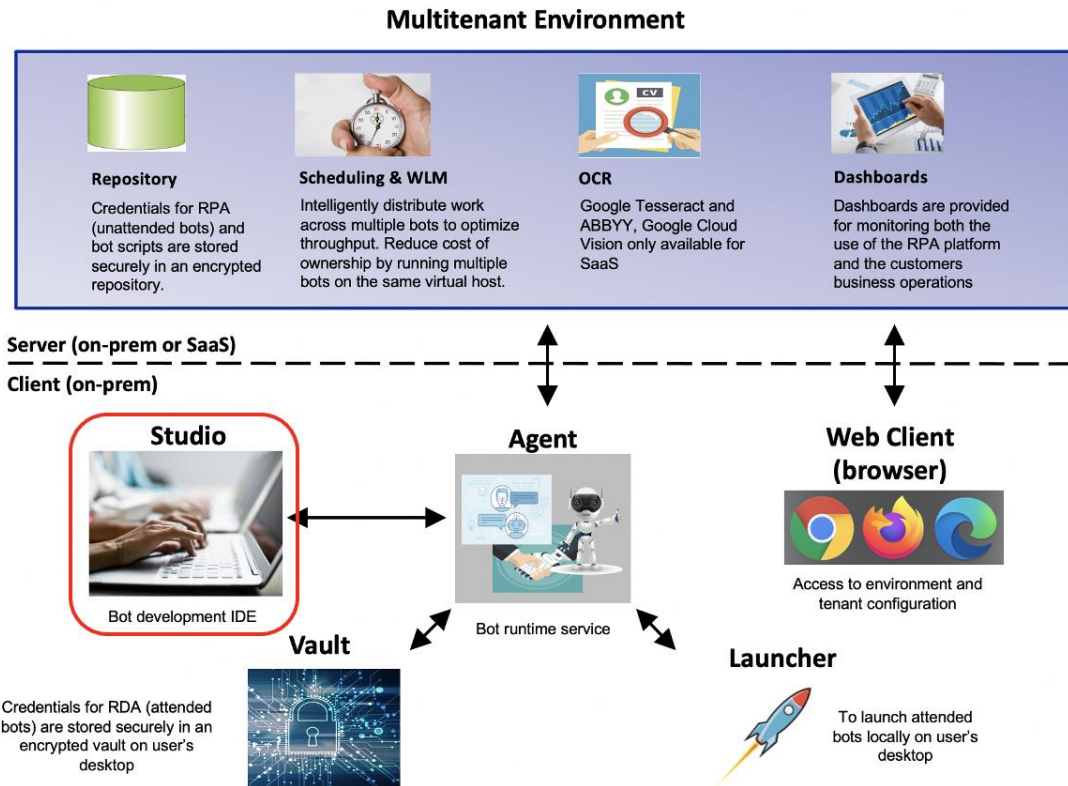 Multitenant Environment
CV
Repository
Credentials for RPA
(unattended bots) and
bot scripts are stored
securely in an encrypted
repository.
Scheduling & WLM
Intelligently distribute work
across multiple bots to optimize
throughput. Reduce cost of
ownership by running multiple
bots on the same virtual host.
OCR
Google Tesseract and
ABBYY, Google Cloud
Vision only available for
SaaS
Dashboards
Dashboards are provided
for monitoring both the
use of the RPA platform
and the customers
business operations
Server (on-prem or SaaS)
Client (on-prem)
Studio
Bot development IDE
Agent
Bot runtime service
Web Client
(browser)
Access to environment and
tenant configuration
Vault
Credentials for RDA (attended
bots) are stored securely in an
encrypted vault on user's
desktop
Launcher
To launch attended
bots locally on user's
desktop